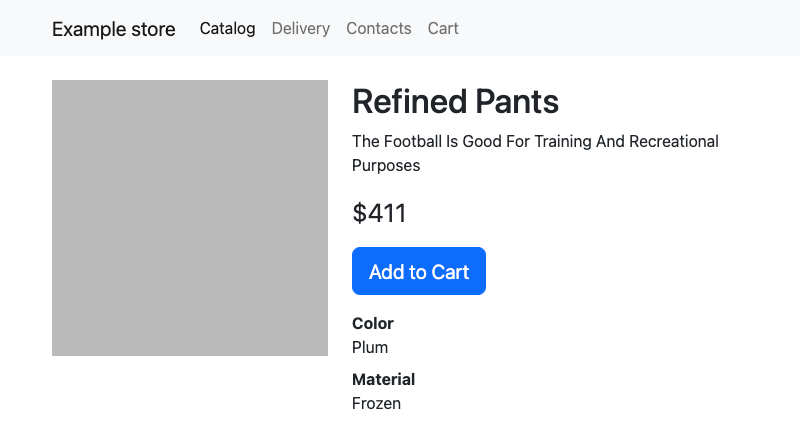 Example store Catalog Delivery Contacts Cart
Refined Pants
The Football Is Good For Training And Recreational
Purposes
$411
Add to Cart
Color
Plum
Material
Frozen